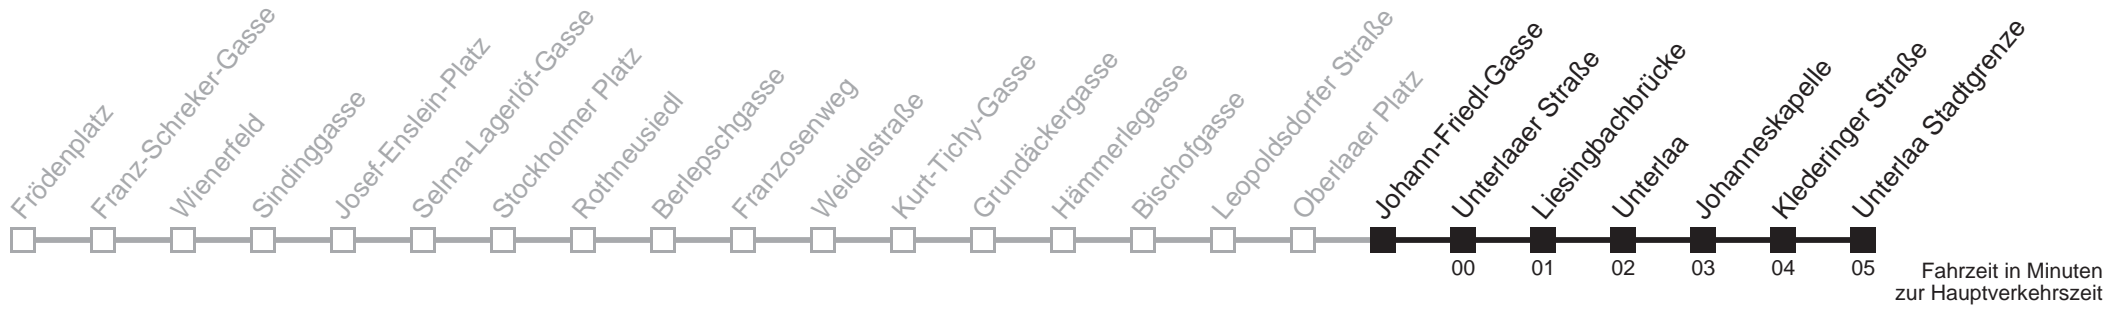 Frödenplatz
Franz-Schreker-Gasse
Wienerfeld
Sindinggasse
Josef-Enslein-Platz
Selma-Lagerlöf-Gasse
Stockholmer Platz
Rothneusiedl
Berlepschgasse
Franzosenweg
Weidelstraße
Kurt-Tichy-Gasse
Grundäckergasse
Hämmerlegasse
Bischofgasse
Leopoldsdorfer Straße
Oberlaaer Platz
Johann-Friedl-Gasse
Unterlaaer Straße
Liesingbachbrücke
Unterlaa
Johanneskapelle
Klederinger Straße
Unterlaa Stadtgrenze
00 01 02 03 04 05
Fahrzeit in Minuten
zur Hauptverkehrszeit